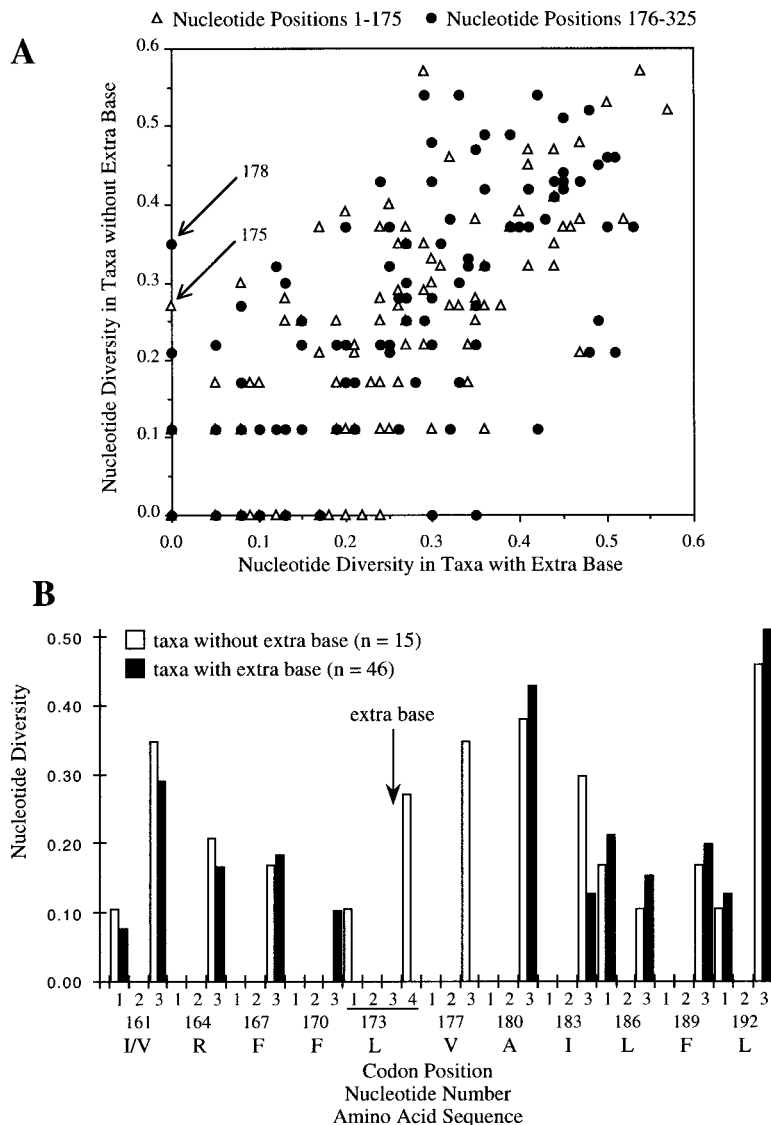 △ Nucleotide Positions 1-175 ● Nucleotide Positions 176-325
A
Nucleotide Diversity in Taxa without Extra Base
0.6
0.5
0.4
0.3
0.2
0.1
0.0
178
175
0.0 0.1 0.2 0.3 0.4 0.5 0.6
Nucleotide Diversity in Taxa with Extra Base
B
Nucleotide Diversity
0.50
0.40
0.30
0.20
0.10
0.00
taxa without extra base (n = 15)
taxa with extra base (n = 46)
extra base
1 2 3 1 2 3 1 2 3 1 2 3 1 2 3 4 1 2 3 1 2 3 1 2 3 1 2 3 1 2 3 1 2 3
161 164 167 170 173 177 180 183 186 189 192
I/V R F F L V A I L F L
Codon Position
Nucleotide Number
Amino Acid Sequence